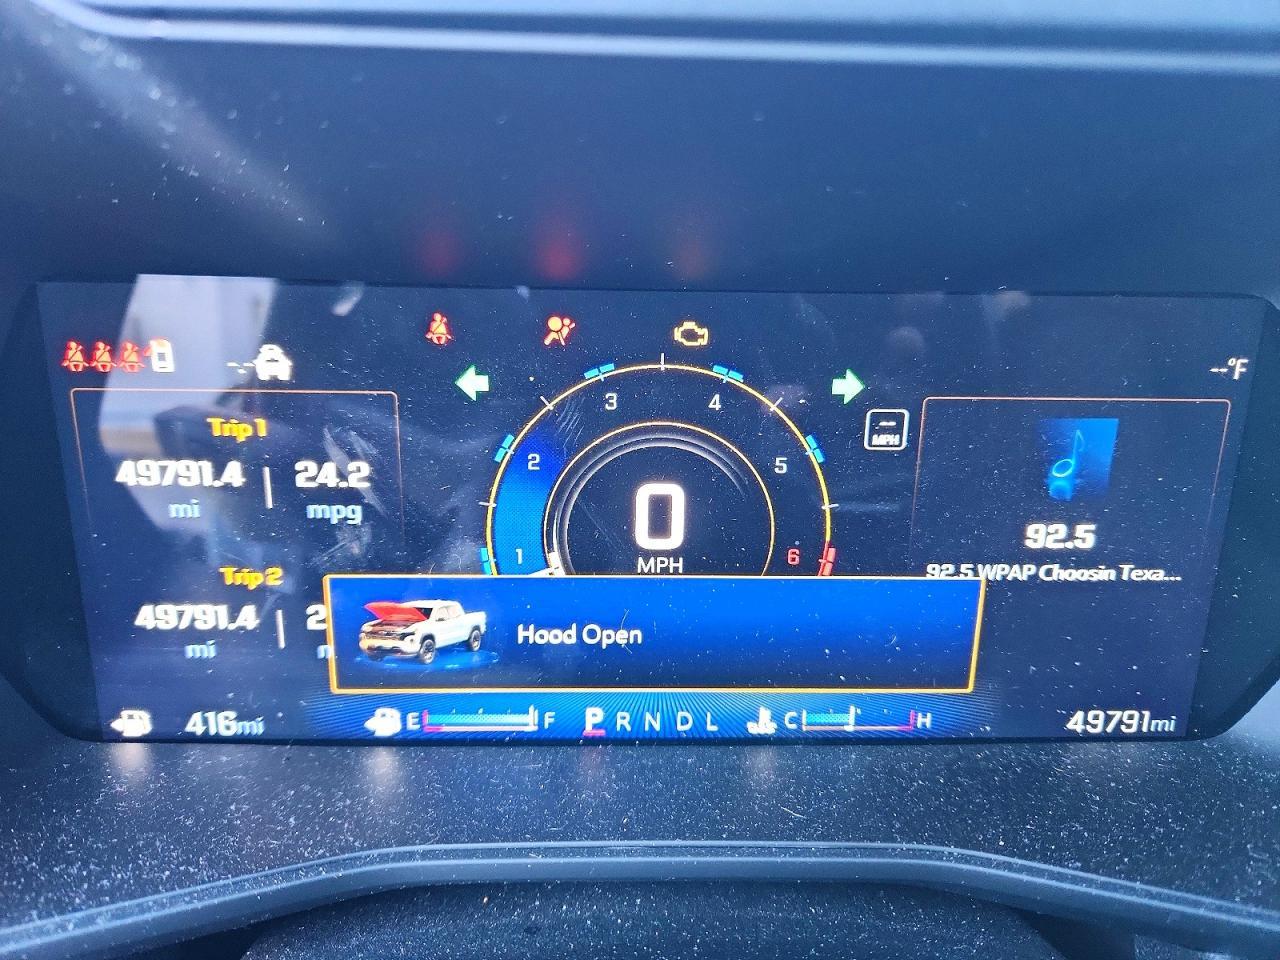 --
--°F
Trip 1
49791.4 | 24.2
mi mpg
Trip 2
49791.4 | 2
mi
3 4
2 5
1 6
0
MPH
--
MPH
92.5
92.5 WPAP Choosin Texa...
Hood Open
416mi
E F
P R N D L
C H
49791mi